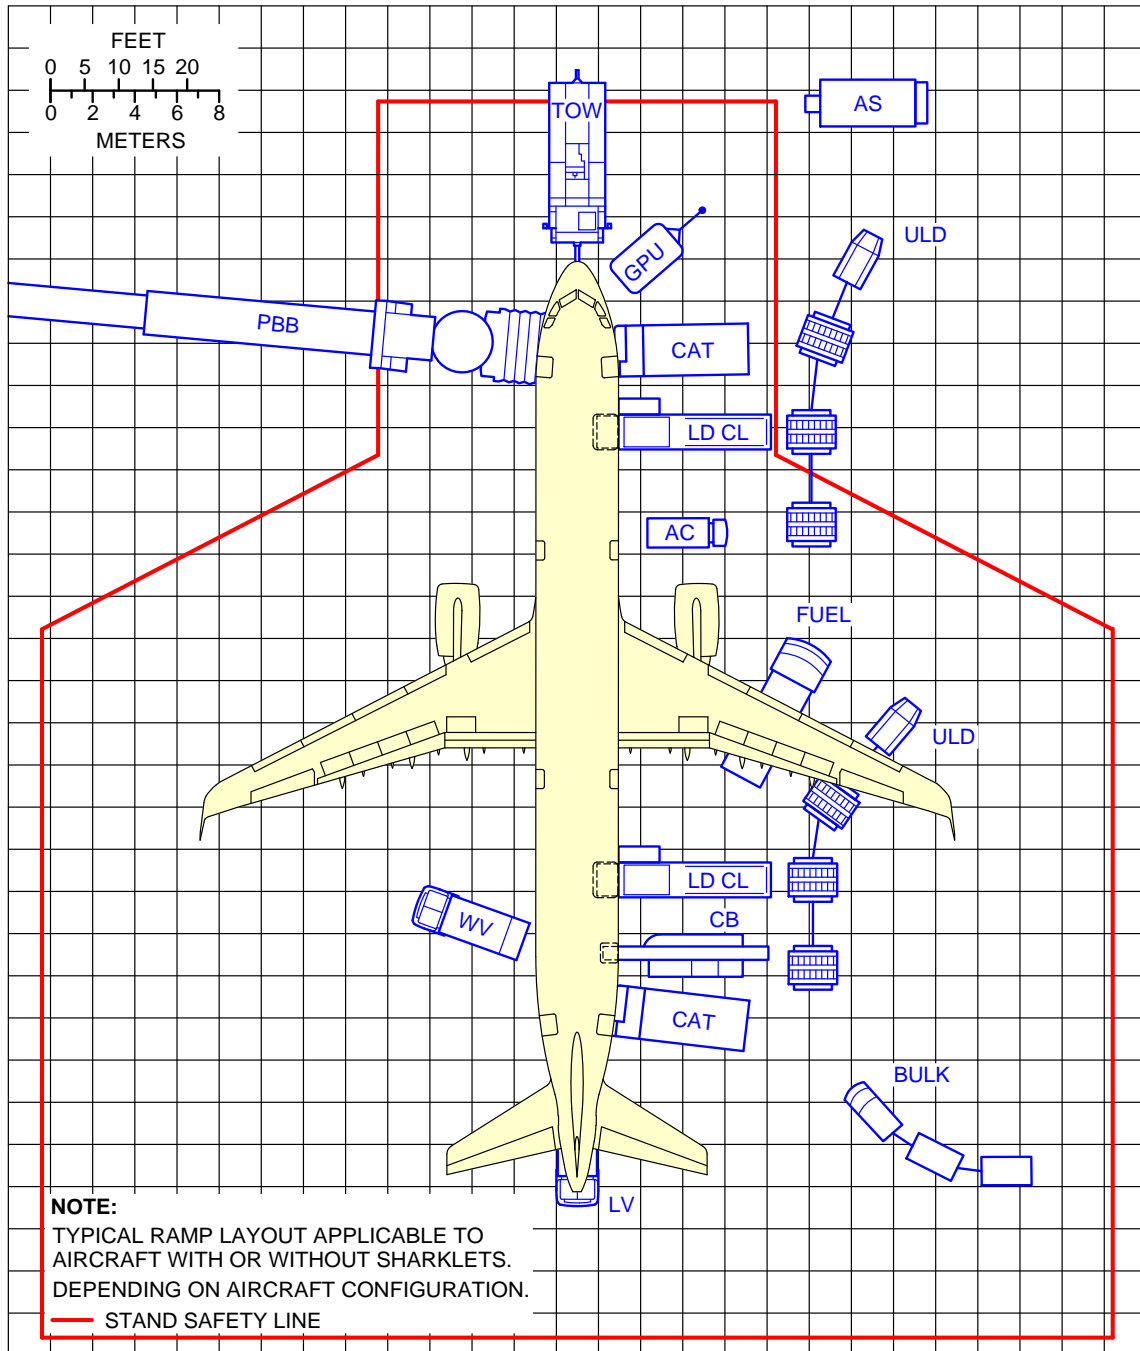 FEET
0 5 10 15 20
0 2 4 6 8
METERS
TOW
AS
GPU
ULD
PBB
CAT
LD CL
AC
FUEL
ULD
LD CL
CB
WV
CAT
BULK
LV
NOTE:
TYPICAL RAMP LAYOUT APPLICABLE TO
AIRCRAFT WITH OR WITHOUT SHARKLETS.
DEPENDING ON AIRCRAFT CONFIGURATION.
STAND SAFETY LINE